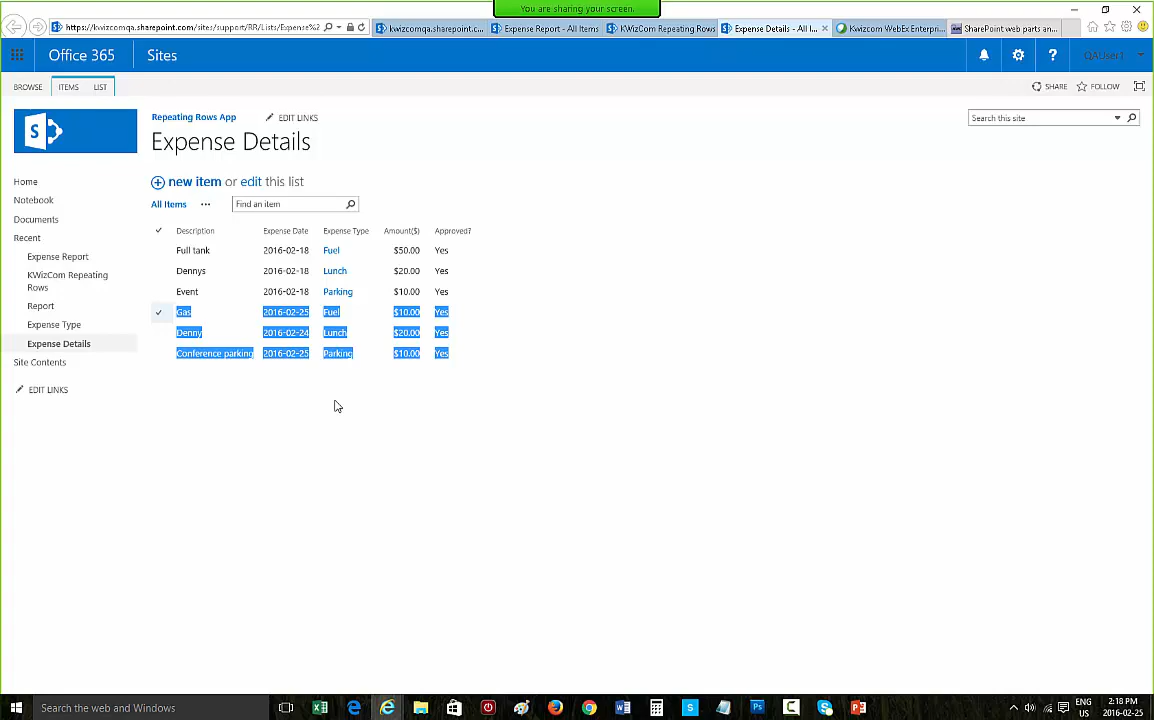 You are sharing your screen.
https://kwizcomqa.sharepoint.com/sites/support/RR/Lists/Expense%2
kwizcomqa.sharepoint.c...
Expense Report - All Items
KWizCom Repeating Rows
Expense Details - All I...
Kwizcom WebEx Enterpri...
SharePoint web parts an...
Office 365
Sites
?
QAUser1
BROWSE
ITEMS
LIST
SHARE
FOLLOW
S
Repeating Rows App
EDIT LINKS
Search this site
Expense Details
Home
Notebook
Documents
Recent
Expense Report
KWizCom Repeating
Rows
Report
Expense Type
Expense Details
Site Contents
EDIT LINKS
new item or edit this list
All Items
...
Find an item
Description Expense Date Expense Type Amount($) Approved?
Full tank 2016-02-18 Fuel $50.00 Yes
Dennys 2016-02-18 Lunch $20.00 Yes
Event 2016-02-18 Parking $10.00 Yes
Gas 2016-02-25 Fuel $10.00 Yes
Denny 2016-02-24 Lunch $20.00 Yes
Conference parking 2016-02-25 Parking $10.00 Yes
Search the web and Windows
ENG
US
2:18 PM
2016-02-25